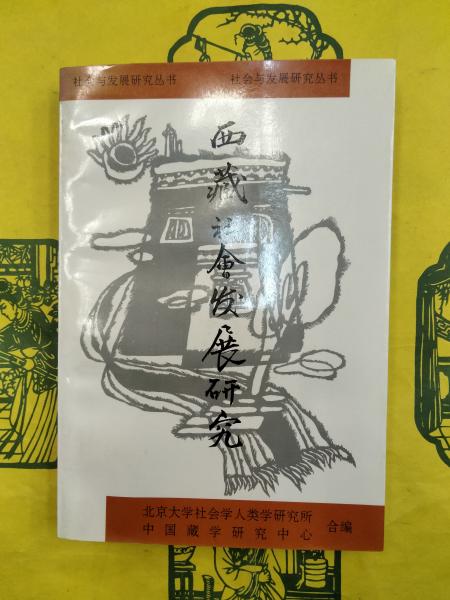 社会与发展研究丛书 社会与发展研究丛书
西藏社會发展研究
北京大学社会学人类学研究所
中国藏学研究中心 合编